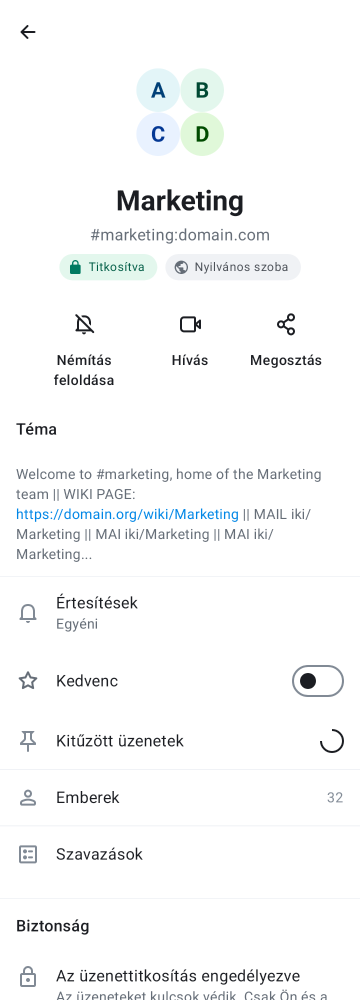 A B
C D
Marketing
#marketing:domain.com
Titkosítva Nyilvános szoba
Némítás
feloldása
Hívás
Megosztás
Téma
Welcome to #marketing, home of the Marketing
team || WIKI PAGE:
https://domain.org/wiki/Marketing || MAIL iki/
Marketing || MAI iki/Marketing || MAI iki/
Marketing...
Értesítések
Egyéni
Kedvenc
Kitűzött üzenetek
Emberek 32
Szavazások
Biztonság
Az üzenettitkosítás engedélyezve
Az üzeneteket kulcsok védik. Csak Ön és a